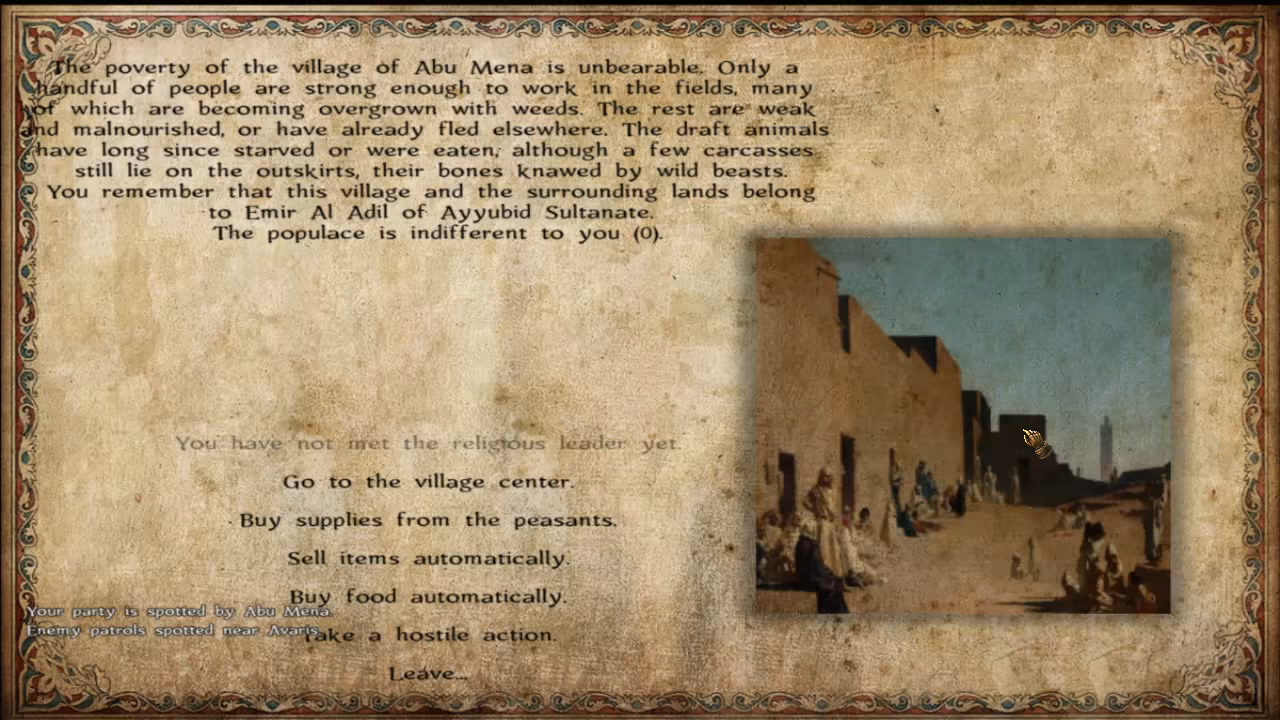 The poverty of the village of Abu Mena is unbearable. Only a
handful of people are strong enough to work in the fields, many
of which are becoming overgrown with weeds. The rest are weak
and malnourished, or have already fled elsewhere. The draft animals
have long since starved or were eaten, although a few carcasses
still lie on the outskirts, their bones knawed by wild beasts.
You remember that this village and the surrounding lands belong
to Emir Al Adil of Ayyubid Sultanate.
The populace is indifferent to you (0).
You have not met the religious leader yet.
Go to the village center.
Buy supplies from the peasants.
Sell items automatically.
Buy food automatically.
Your party is spotted by Abu Mena.
Enemy patrols spotted near Avaris.
Take a hostile action.
Leave...